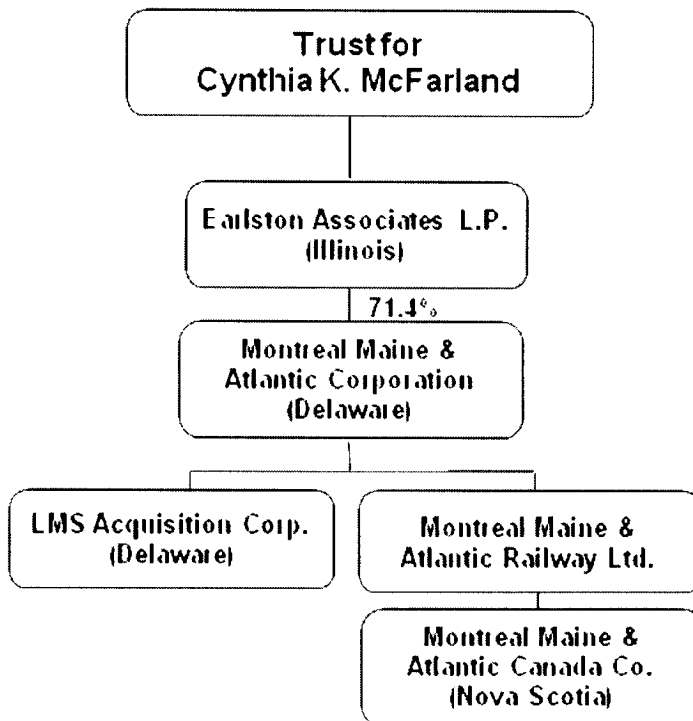 Trust for
Cynthia K. McFarland
Earlston Associates L.P.
(Illinois)
71.4%
Montreal Maine &
Atlantic Corporation
(Delaware)
LMS Acquisition Corp.
(Delaware)
Montreal Maine &
Atlantic Railway Ltd.
Montreal Maine &
Atlantic Canada Co.
(Nova Scotia)